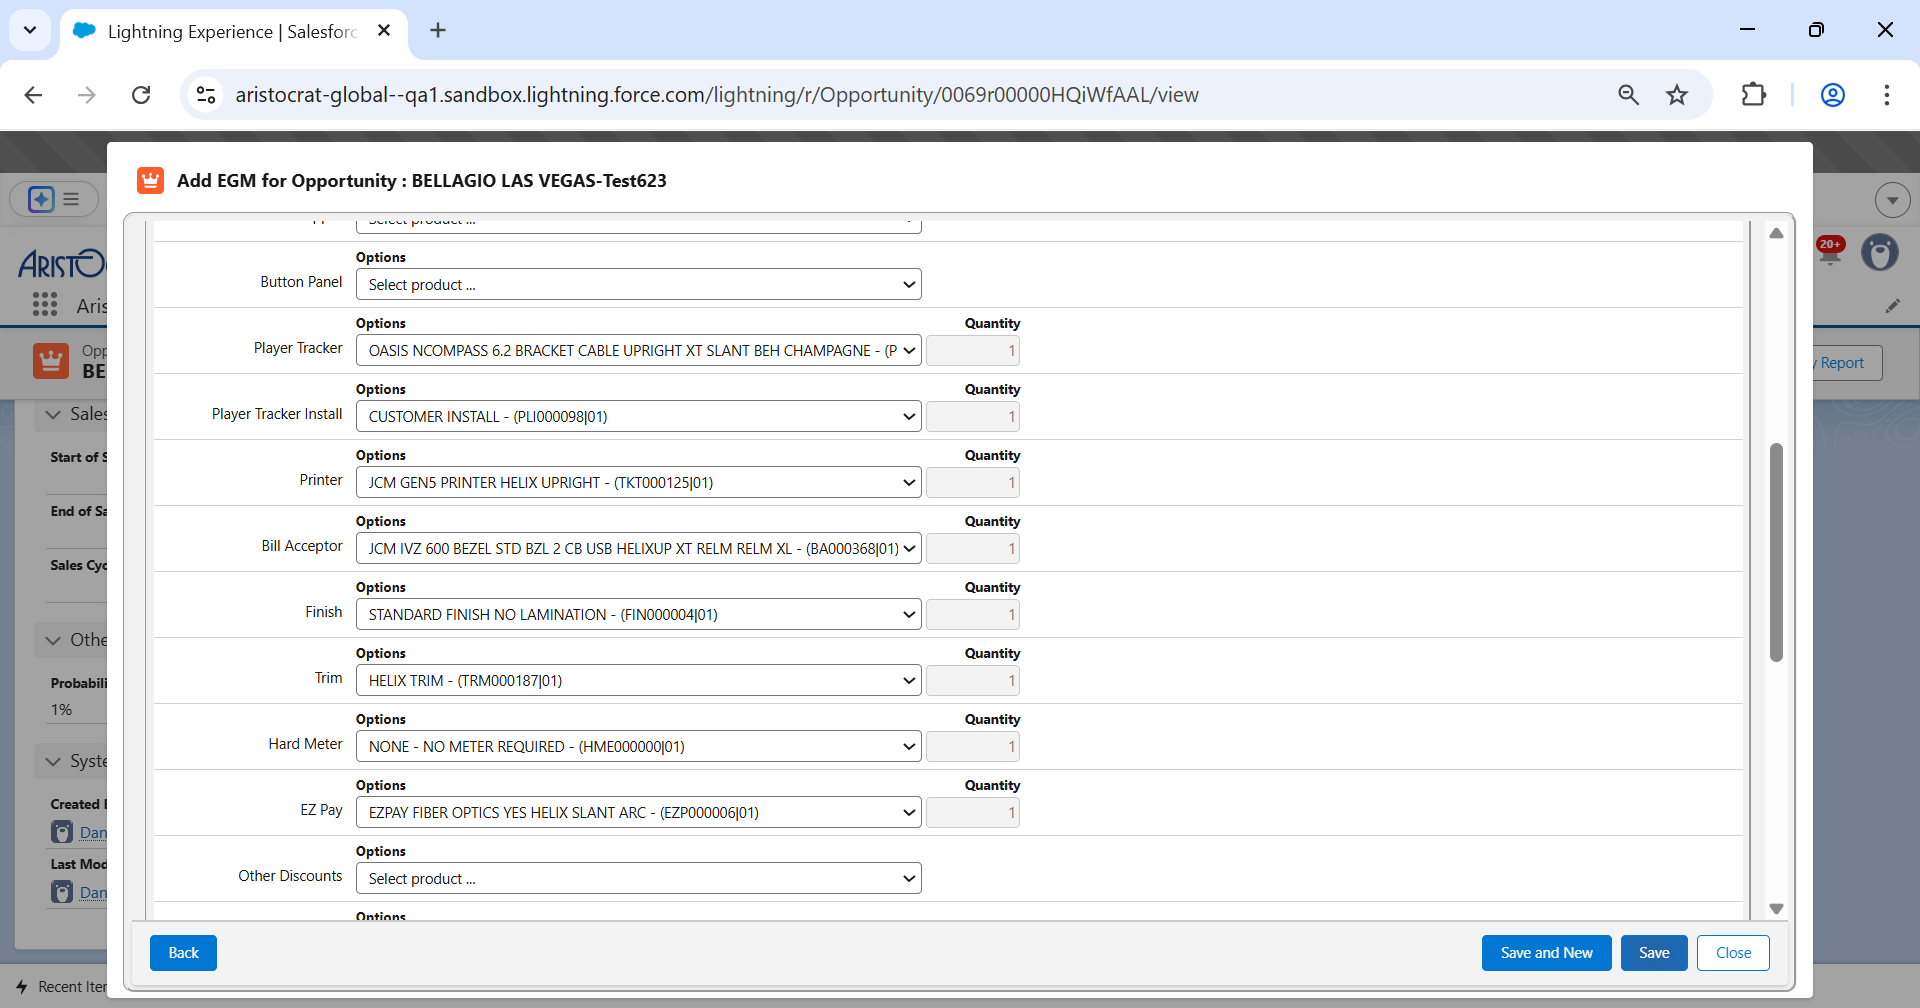 Lightning Experience | Salesforc
aristocrat-global--qa1.sandbox.lightning.force.com/lightning/r/Opportunity/0069r00000HQiWfAAL/view
Add EGM for Opportunity : BELLAGIO LAS VEGAS-Test623
20+
ARISTO
Aris
Opp
BE
Report
Sales
Start of S
End of Sa
Sales Cyc
Othe
Probabili
1%
Syste
Created
Dan
Last Mod
Dan
Recent Iter
Select product ...
Options
Button Panel
Select product ...
Options
Quantity
Player Tracker
OASIS NCOMPASS 6.2 BRACKET CABLE UPRIGHT XT SLANT BEH CHAMPAGNE - (P
1
Options
Quantity
Player Tracker Install
CUSTOMER INSTALL - (PLI000098|01)
1
Options
Quantity
Printer
JCM GEN5 PRINTER HELIX UPRIGHT - (TKT000125|01)
1
Options
Quantity
Bill Acceptor
JCM IVZ 600 BEZEL STD BZL 2 CB USB HELIXUP XT RELM RELM XL - (BA000368|01)
1
Options
Quantity
Finish
STANDARD FINISH NO LAMINATION - (FIN000004|01)
1
Options
Quantity
Trim
HELIX TRIM - (TRM000187|01)
1
Options
Quantity
Hard Meter
NONE - NO METER REQUIRED - (HME000000|01)
1
Options
Quantity
EZ Pay
EZPAY FIBER OPTICS YES HELIX SLANT ARC - (EZP000006|01)
1
Options
Other Discounts
Select product ...
Options
Back
Save and New
Save
Close